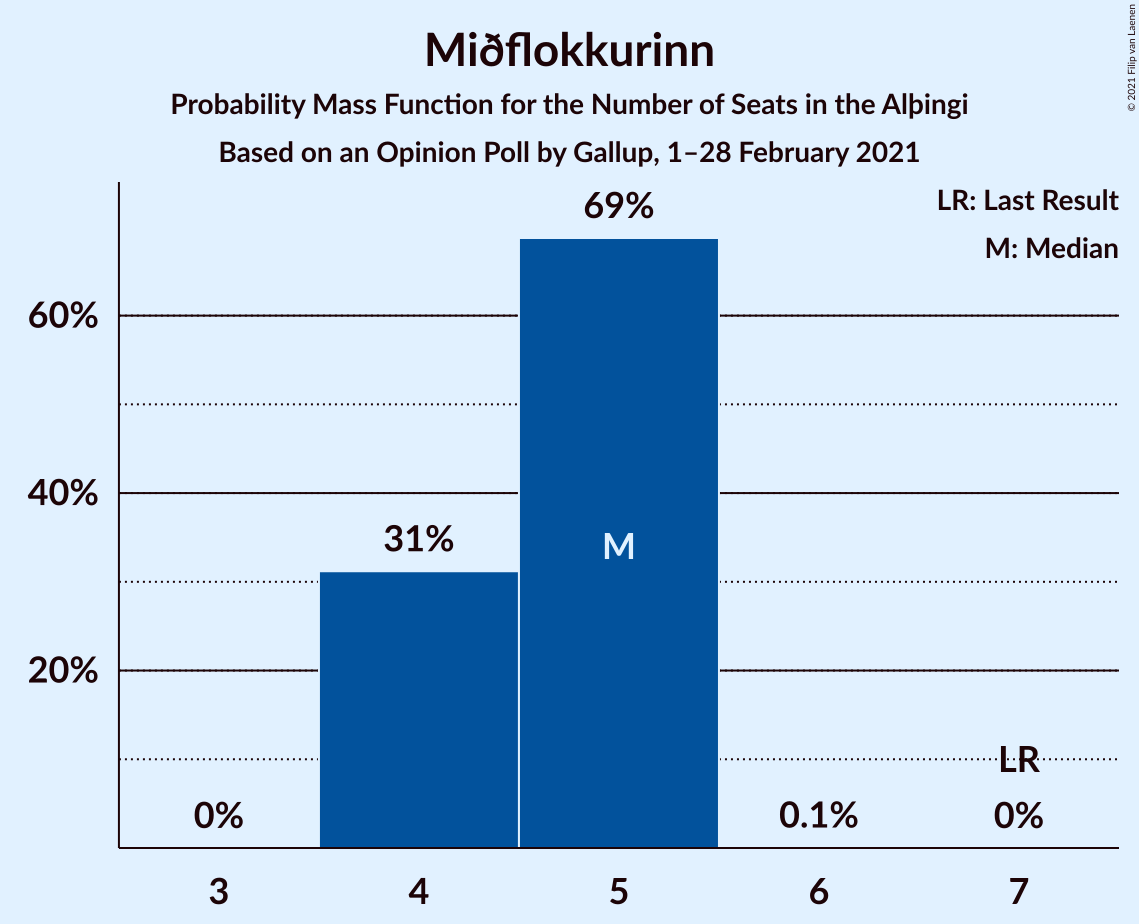 Miðflokkurinn
Probability Mass Function for the Number of Seats in the Alþingi
Based on an Opinion Poll by Gallup, 1–28 February 2021
© 2021 Filip van Laenen
LR: Last Result
M: Median
69%
60%
40%
31%
M
20%
LR
0%
0.1%
0%
3
4
5
6
7